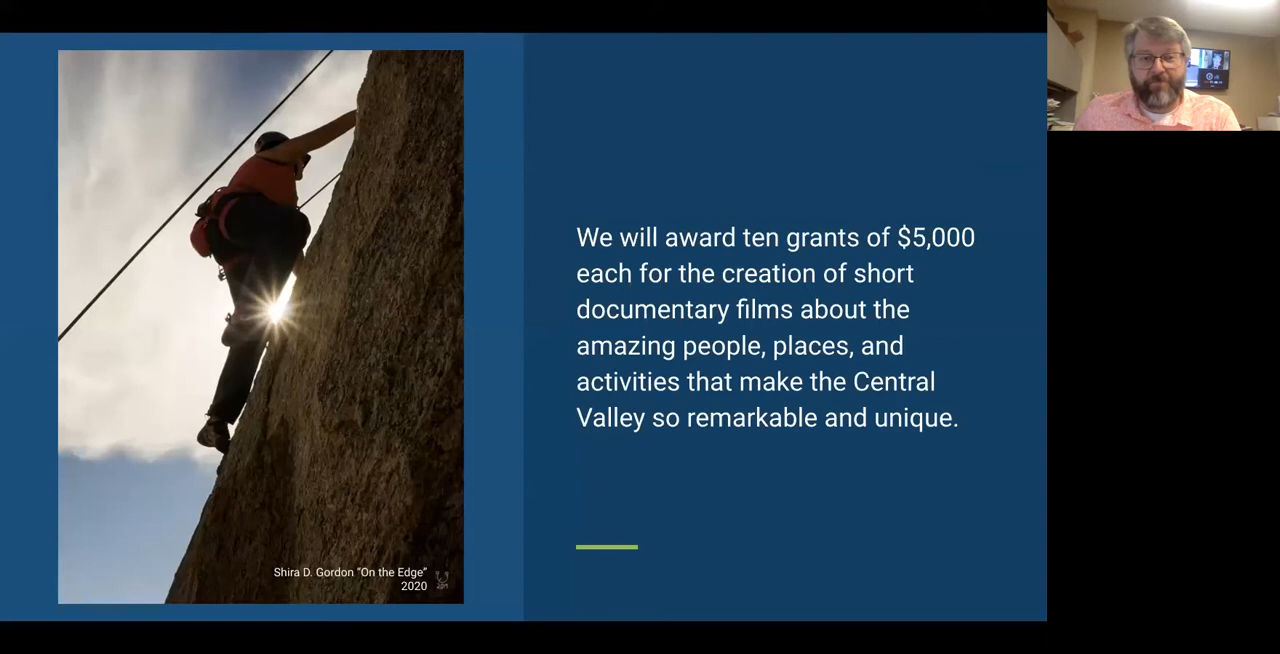 We will award ten grants of $5,000
each for the creation of short
documentary films about the
amazing people, places, and
activities that make the Central
Valley so remarkable and unique.
Shira D. Gordon “On the Edge”
2020